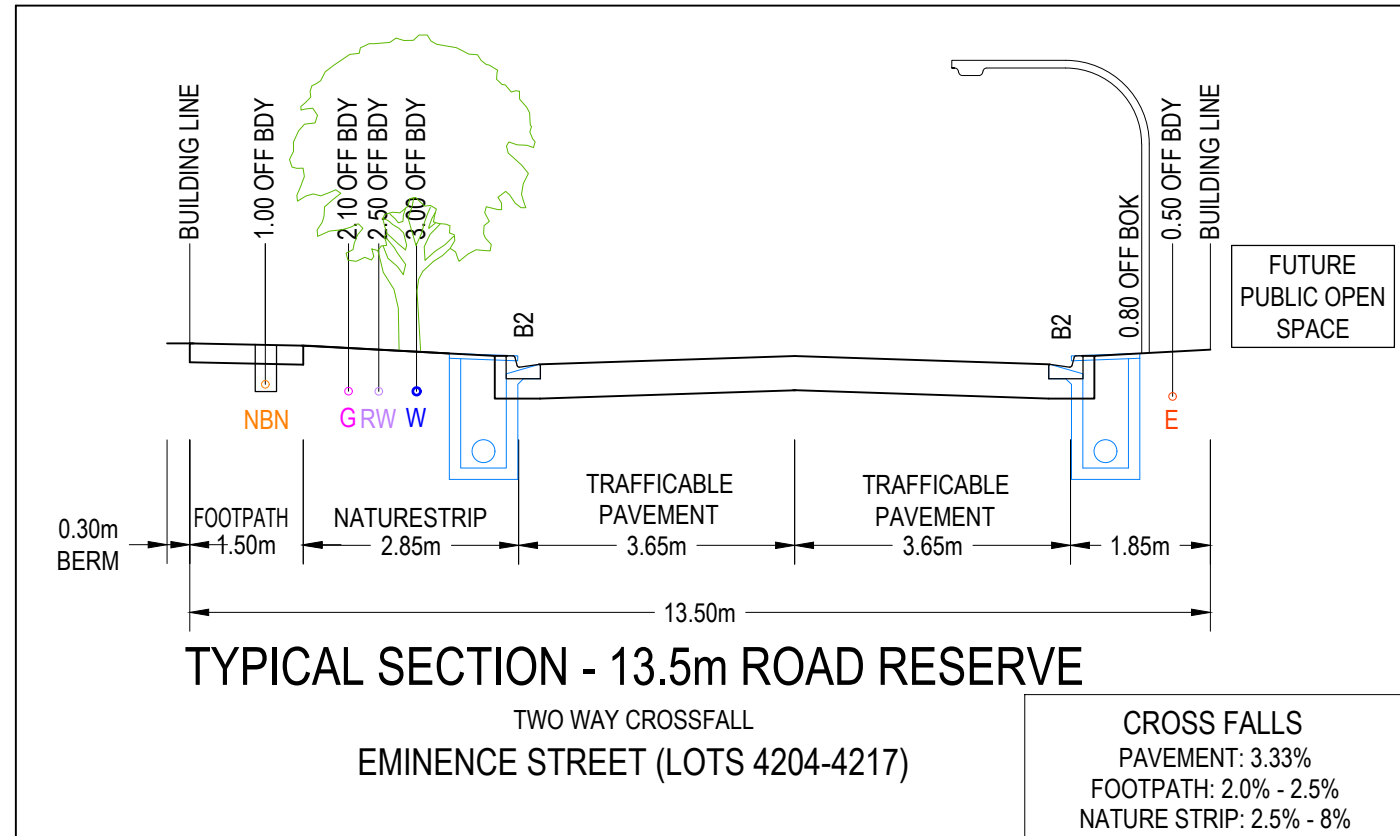 BUILDING LINE
1.00 OFF BDY
2.10 OFF BDY
2.50 OFF BDY
3.00 OFF BDY
B2
B2
0.80 OFF BOK
0.50 OFF BDY
BUILDING LINE
FUTURE
PUBLIC OPEN
SPACE
NBN
G
RW
W
E
0.30m
BERM
FOOTPATH
1.50m
NATURESTRIP
2.85m
TRAFFICABLE
PAVEMENT
3.65m
TRAFFICABLE
PAVEMENT
3.65m
1.85m
13.50m
TYPICAL SECTION - 13.5m ROAD RESERVE
TWO WAY CROSSFALL
EMINENCE STREET (LOTS 4204-4217)
CROSS FALLS
PAVEMENT: 3.33%
FOOTPATH: 2.0% - 2.5%
NATURE STRIP: 2.5% - 8%